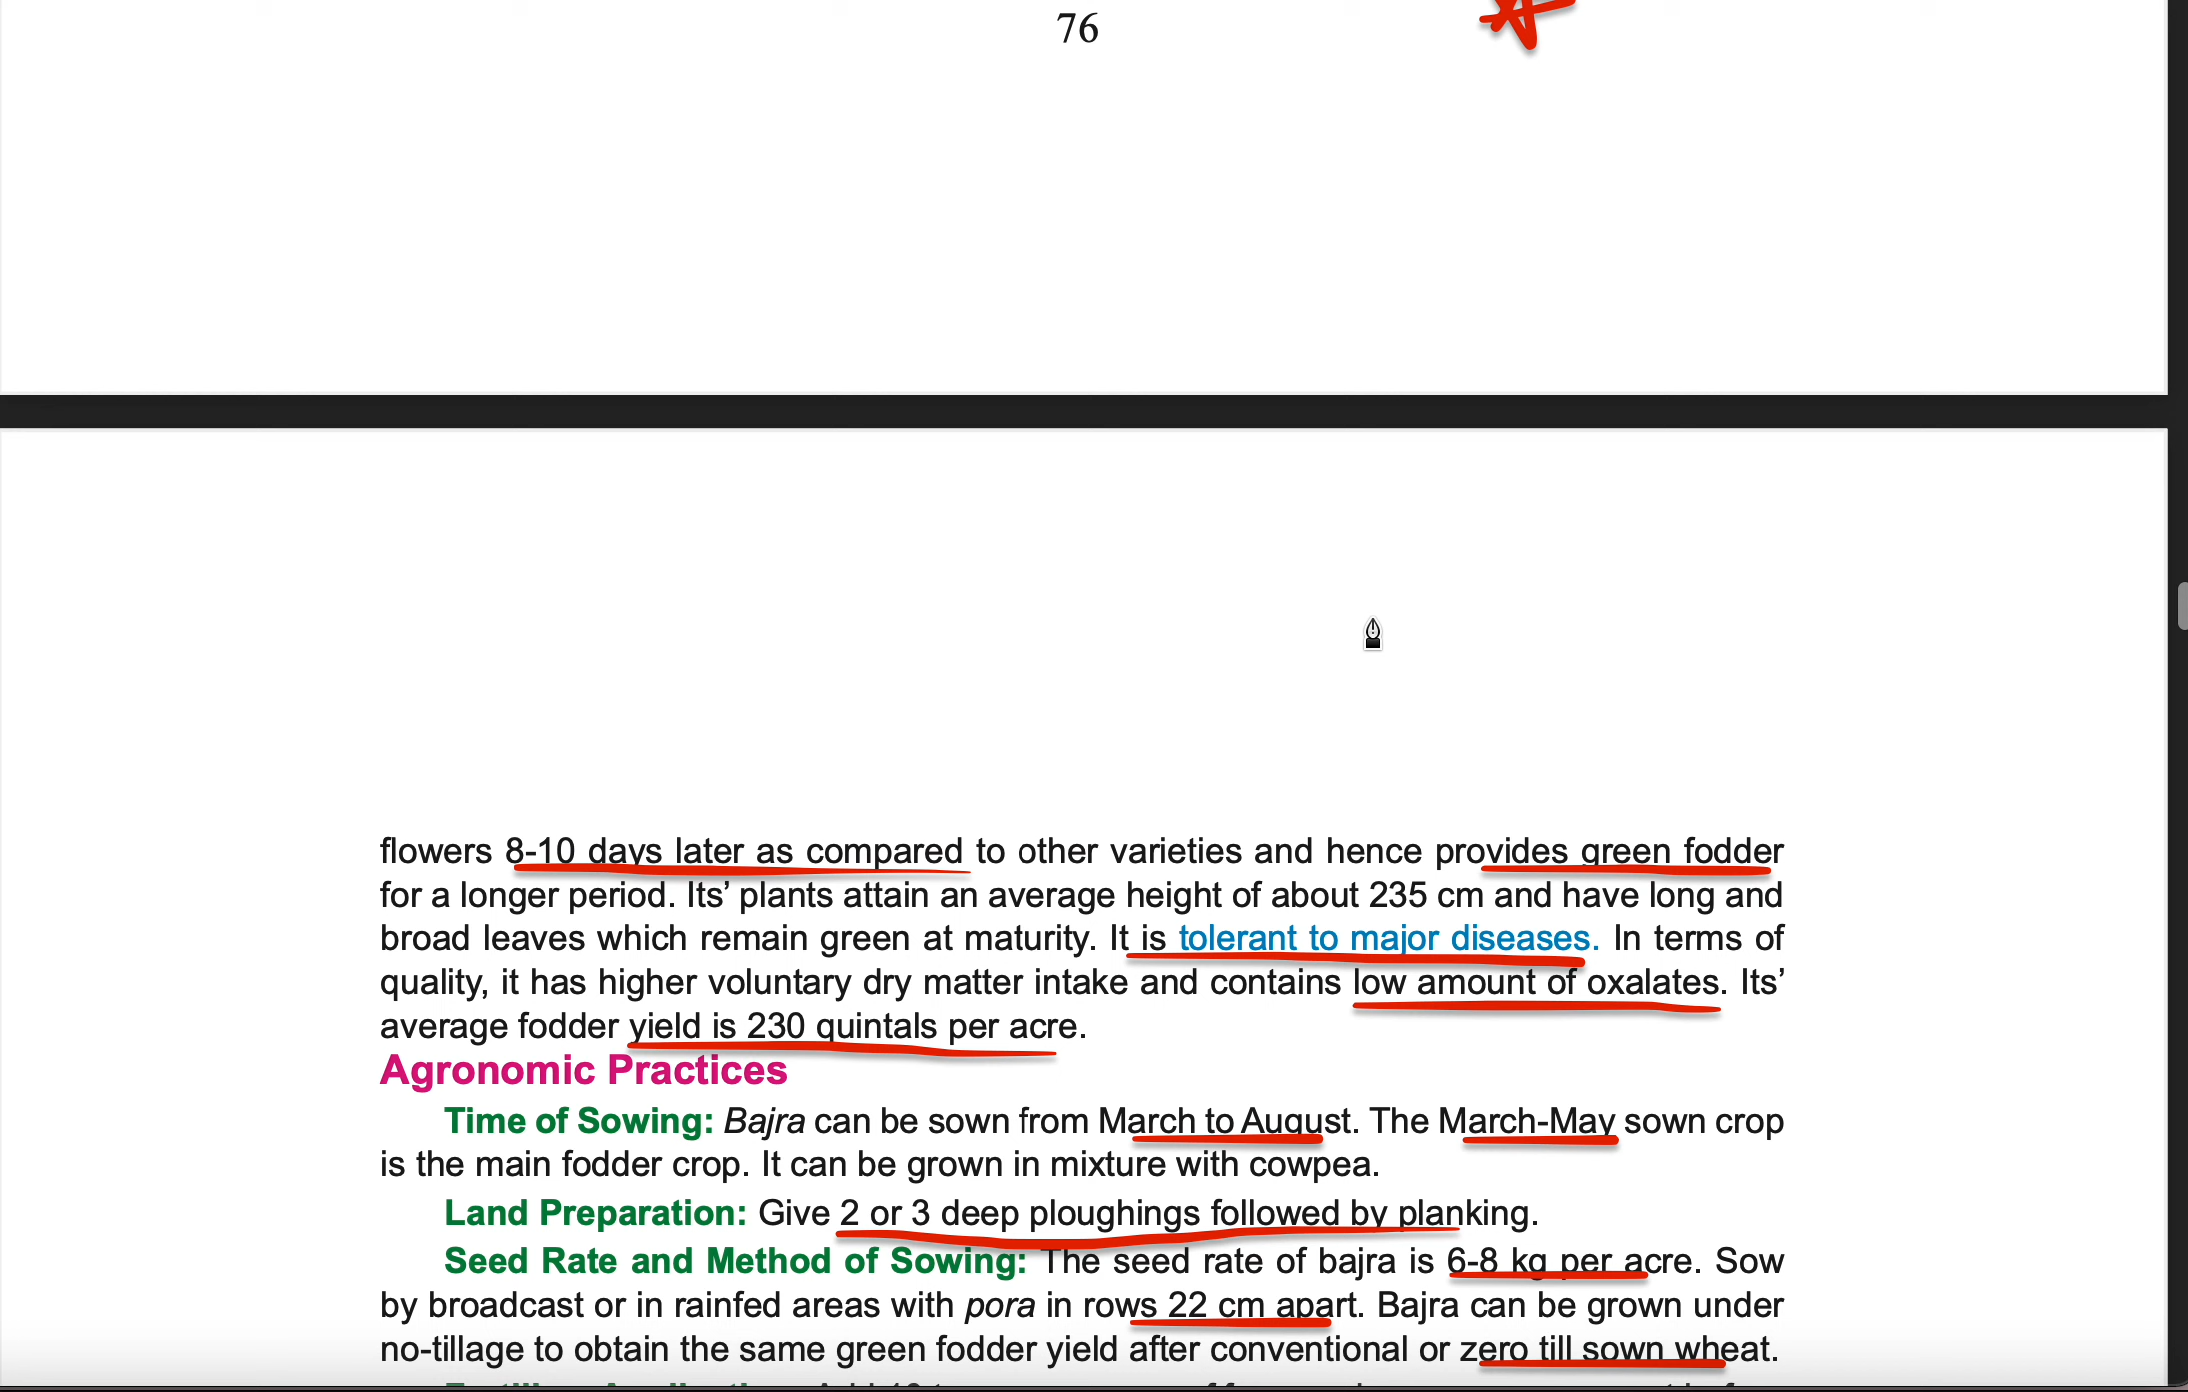 76
flowers 8-10 days later as compared to other varieties and hence provides green fodder
for a longer period. Its’ plants attain an average height of about 235 cm and have long and
broad leaves which remain green at maturity. It is tolerant to major diseases. In terms of
quality, it has higher voluntary dry matter intake and contains low amount of oxalates. Its’
average fodder yield is 230 quintals per acre.
Agronomic Practices
Time of Sowing: Bajra can be sown from March to August. The March-May sown crop
is the main fodder crop. It can be grown in mixture with cowpea.
Land Preparation: Give 2 or 3 deep ploughings followed by planking.
Seed Rate and Method of Sowing: The seed rate of bajra is 6-8 kg per acre. Sow
by broadcast or in rainfed areas with pora in rows 22 cm apart. Bajra can be grown under
no-tillage to obtain the same green fodder yield after conventional or zero till sown wheat.